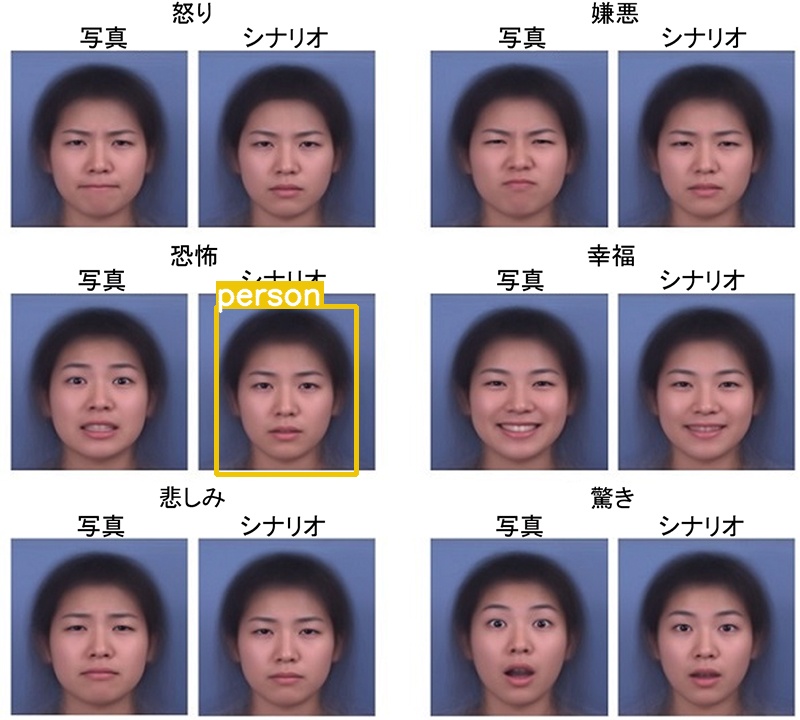 怒り
写真 シナリオ
嫌悪
写真 シナリオ
恐怖
写真 シナリオ
person
幸福
写真 シナリオ
悲しみ
写真 シナリオ
驚き
写真 シナリオ